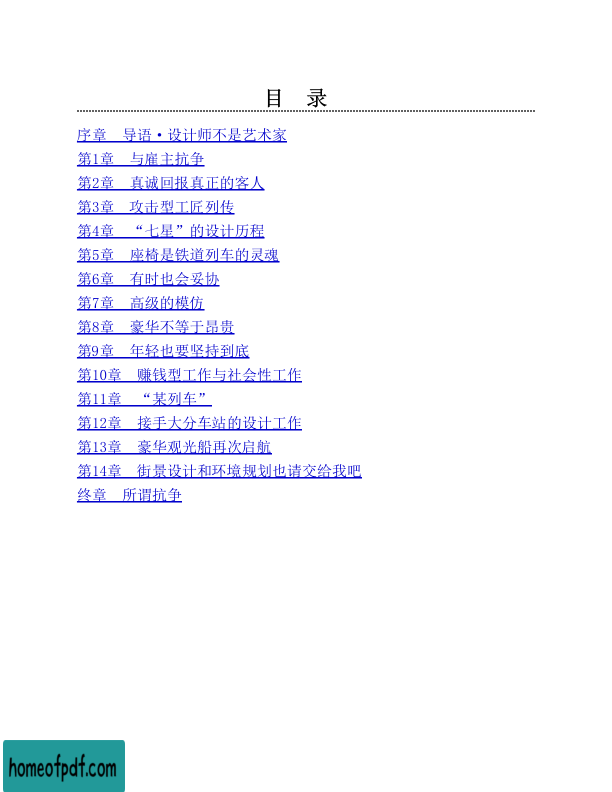 目 录
序章 导语·设计师不是艺术家
第1章 与雇主抗争
第2章 真诚回报真正的客人
第3章 攻击型工匠列传
第4章 “七星”的设计历程
第5章 座椅是铁道列车的灵魂
第6章 有时也会妥协
第7章 高级的模仿
第8章 豪华不等于昂贵
第9章 年轻也要坚持到底
第10章 赚钱型工作与社会性工作
第11章 “某列车”
第12章 接手大分车站的设计工作
第13章 豪华观光船再次启航
第14章 街景设计和环境规划也请交给我吧
终章 所谓抗争
homeofpdf.com